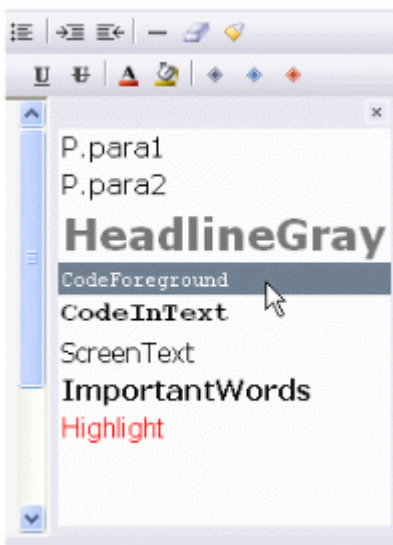 U U A
P.para1
P.para2
HeadlineGray
CodeForeground
CodeInText
ScreenText
ImportantWords
Highlight